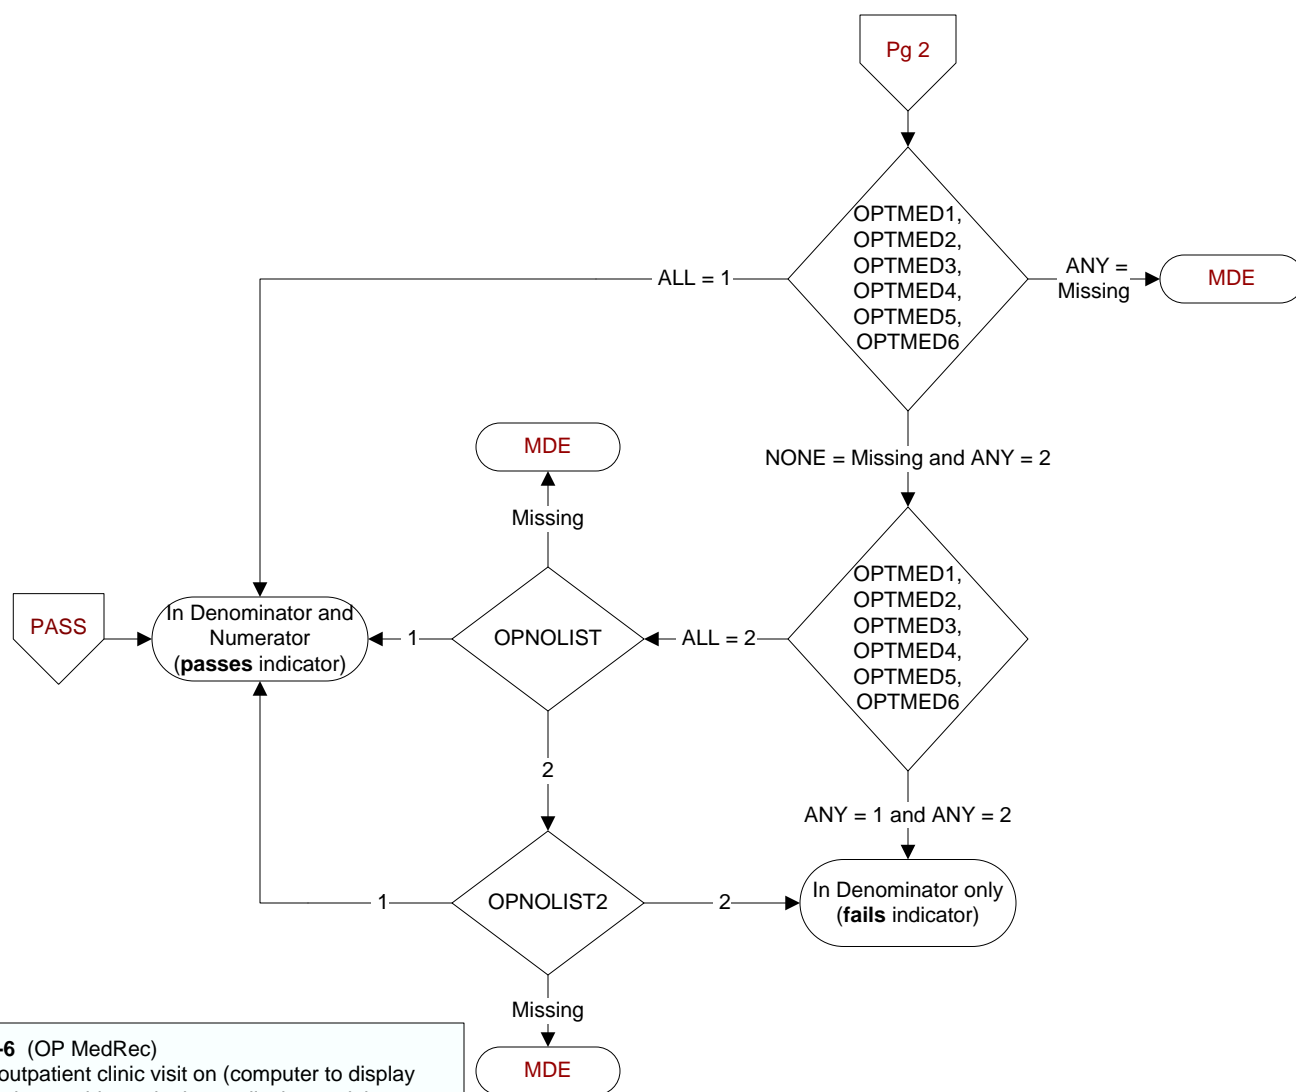 Pg 2
OPTMED1,
OPTMED2,
OPTMED3,
OPTMED4,
OPTMED5,
OPTMED6
ALL = 1
ANY =
Missing
MDE
NONE = Missing and ANY = 2
MDE
Missing
OPTMED1,
OPTMED2,
OPTMED3,
OPTMED4,
OPTMED5,
OPTMED6
PASS
In Denominator and
Numerator
(passes indicator)
1
OPNOLIST
ALL = 2
2
ANY = 1 and ANY = 2
1
OPNOLIST2
2
In Denominator only
(fails indicator)
Missing
MDE
-6 (OP MedRec)
outpatient clinic visit on (computer to display